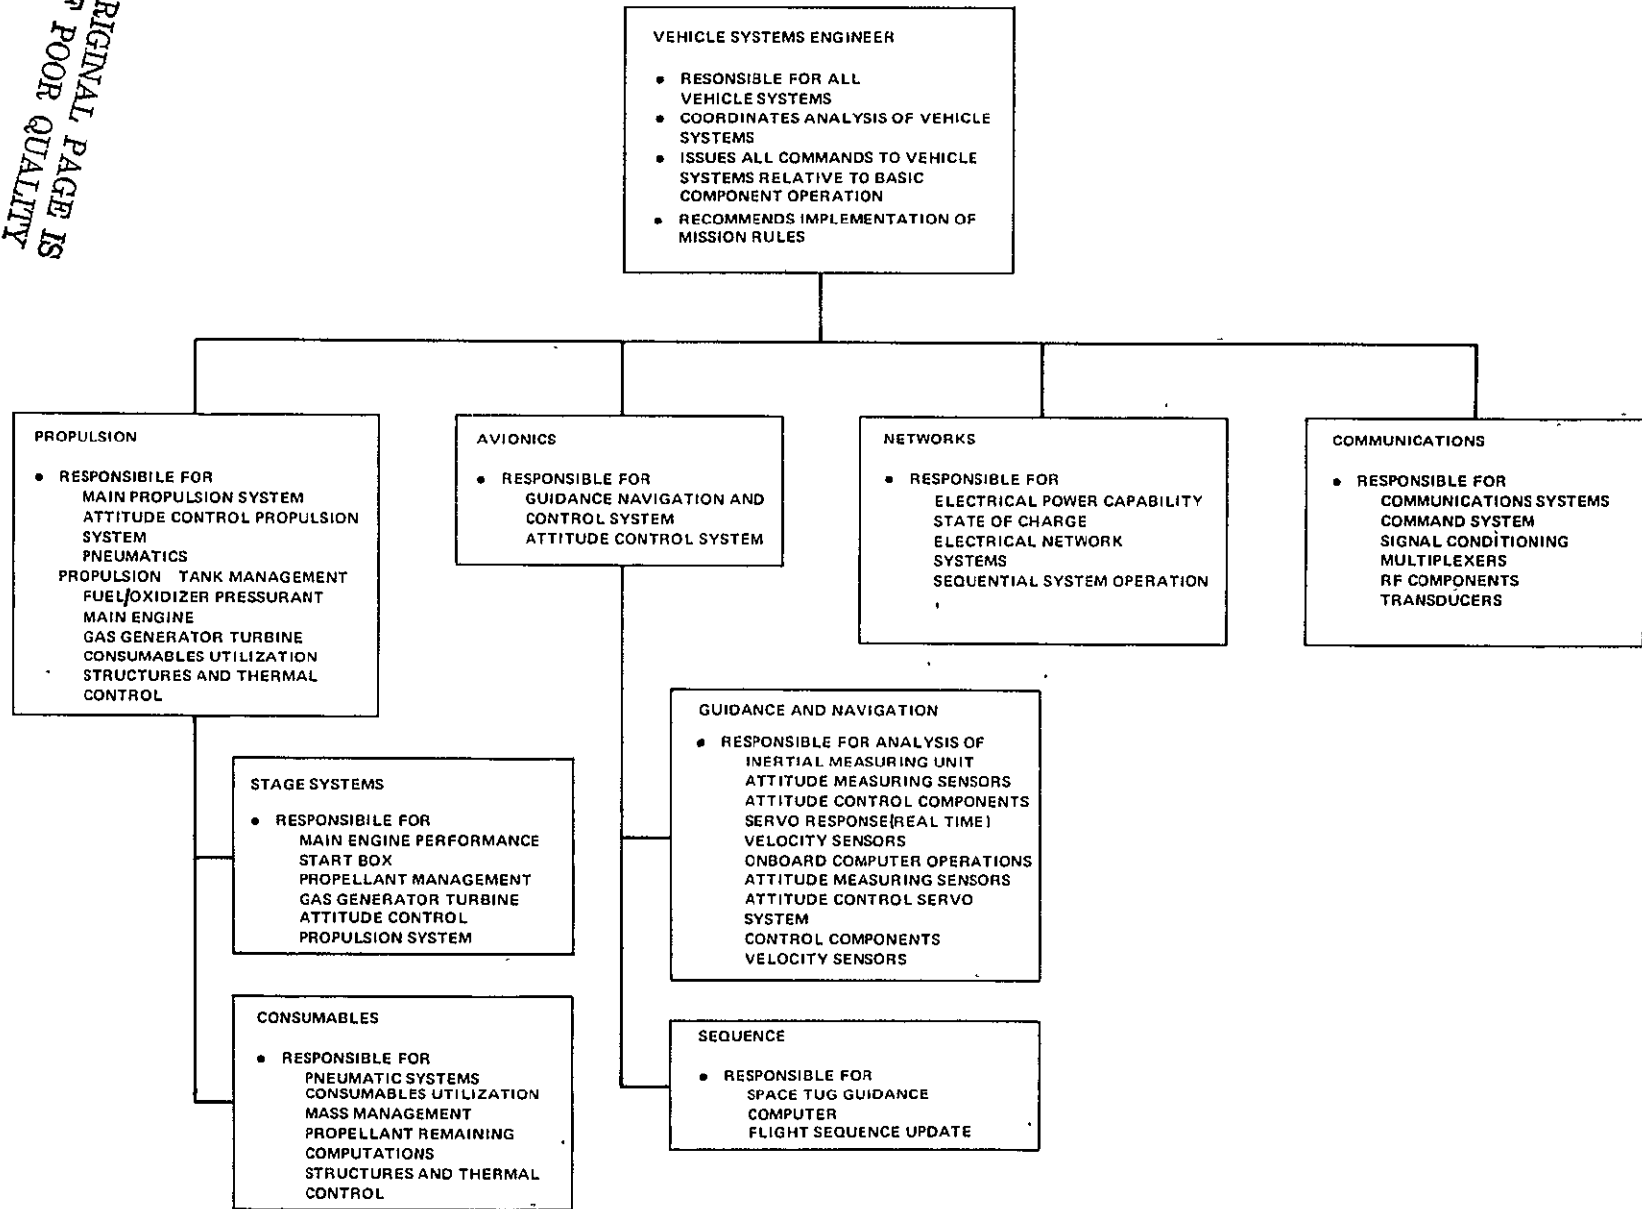 RIGINAL PAGE IS
POOR QUALITY
VEHICLE SYSTEMS ENGINEER
• RESONSIBLE FOR ALL
VEHICLE SYSTEMS
• COORDINATES ANALYSIS OF VEHICLE
SYSTEMS
• ISSUES ALL COMMANDS TO VEHICLE
SYSTEMS RELATIVE TO BASIC
COMPONENT OPERATION
• RECOMMENDS IMPLEMENTATION OF
MISSION RULES
PROPULSION
• RESPONSIBILE FOR
MAIN PROPULSION SYSTEM
ATTITUDE CONTROL PROPULSION
SYSTEM
PNEUMATICS
PROPULSION TANK MANAGEMENT
FUEL/OXIDIZER PRESSURANT
MAIN ENGINE
GAS GENERATOR TURBINE
CONSUMABLES UTILIZATION
STRUCTURES AND THERMAL
CONTROL
AVIONICS
• RESPONSIBLE FOR
GUIDANCE NAVIGATION AND
CONTROL SYSTEM
ATTITUDE CONTROL SYSTEM
NETWORKS
• RESPONSIBLE FOR
ELECTRICAL POWER CAPABILITY
STATE OF CHARGE
ELECTRICAL NETWORK
SYSTEMS
SEQUENTIAL SYSTEM OPERATION
COMMUNICATIONS
• RESPONSIBLE FOR
COMMUNICATIONS SYSTEMS
COMMAND SYSTEM
SIGNAL CONDITIONING
MULTIPLEXERS
RF COMPONENTS
TRANSDUCERS
STAGE SYSTEMS
• RESPONSIBILE FOR
MAIN ENGINE PERFORMANCE
START BOX
PROPELLANT MANAGEMENT
GAS GENERATOR TURBINE
ATTITUDE CONTROL
PROPULSION SYSTEM
GUIDANCE AND NAVIGATION
• RESPONSIBLE FOR ANALYSIS OF
INERTIAL MEASURING UNIT
ATTITUDE MEASURING SENSORS
ATTITUDE CONTROL COMPONENTS
SERVO RESPONSE(REAL TIME)
VELOCITY SENSORS
ONBOARD COMPUTER OPERATIONS
ATTITUDE MEASURING SENSORS
ATTITUDE CONTROL SERVO
SYSTEM
CONTROL COMPONENTS
VELOCITY SENSORS
CONSUMABLES
• RESPONSIBLE FOR
PNEUMATIC SYSTEMS
CONSUMABLES UTILIZATION
MASS MANAGEMENT
PROPELLANT REMAINING
COMPUTATIONS
STRUCTURES AND THERMAL
CONTROL
SEQUENCE
• RESPONSIBLE FOR
SPACE TUG GUIDANCE
COMPUTER
FLIGHT SEQUENCE UPDATE